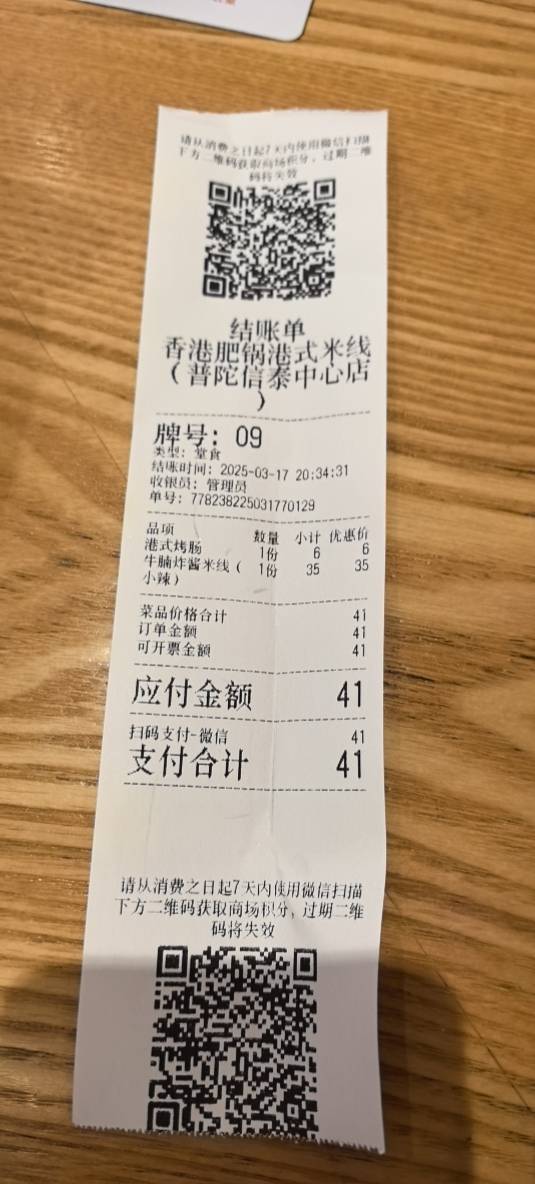 请从消费之日起7天内使用微信扫描
下方二维码获取商场积分，过期二维
码将失效
结账单
香港肥锅港式米线
（普陀信泰中心店
）
牌号：09
类型：堂食
结账时间：2025-03-17 20:34:31
收银员：管理员
单号：778238225031770129
品项 数量 小计 优惠价
港式烤肠 1份 6 6
牛腩炸酱米线（ 1份 35 35
小辣）
菜品价格合计 41
订单金额 41
可开票金额 41
应付金额 41
扫码支付-微信 41
支付合计 41
请从消费之日起7天内使用微信扫描
下方二维码获取商场积分，过期二维
码将失效